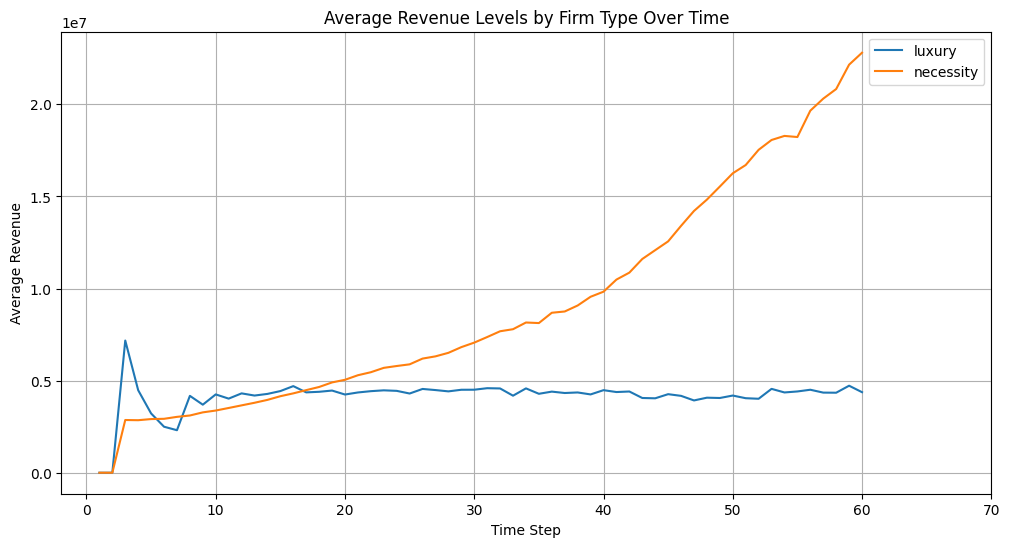 Average Revenue Levels by Firm Type Over Time
1e7
luxury
necessity
2.0
1.5
1.0
0.5
0.0
Average Revenue
0 10 20 30 40 50 60 70
Time Step